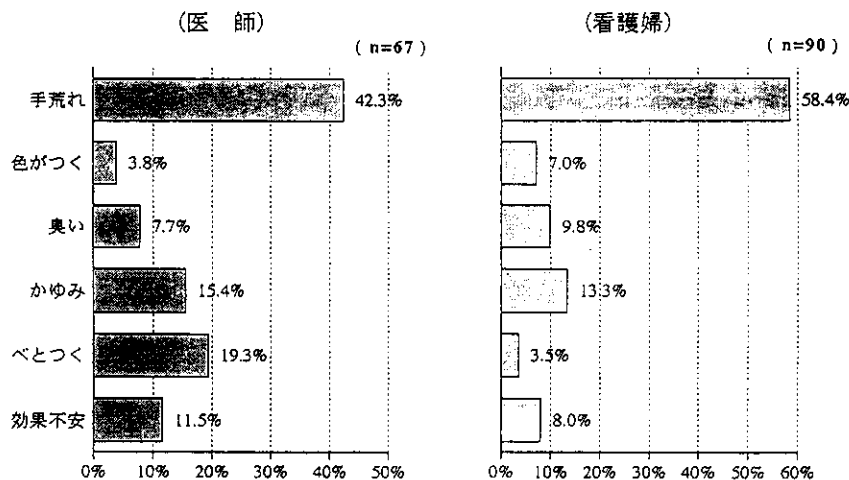 (医 師)
(n=67)
手荒れ 42.3%
色がつく 3.8%
臭い 7.7%
かゆみ 15.4%
べとつく 19.3%
効果不安 11.5%
0% 10% 20% 30% 40% 50%
(看護婦)
(n=90)
58.4%
7.0%
9.8%
13.3%
3.5%
8.0%
0% 10% 20% 30% 40% 50% 60%